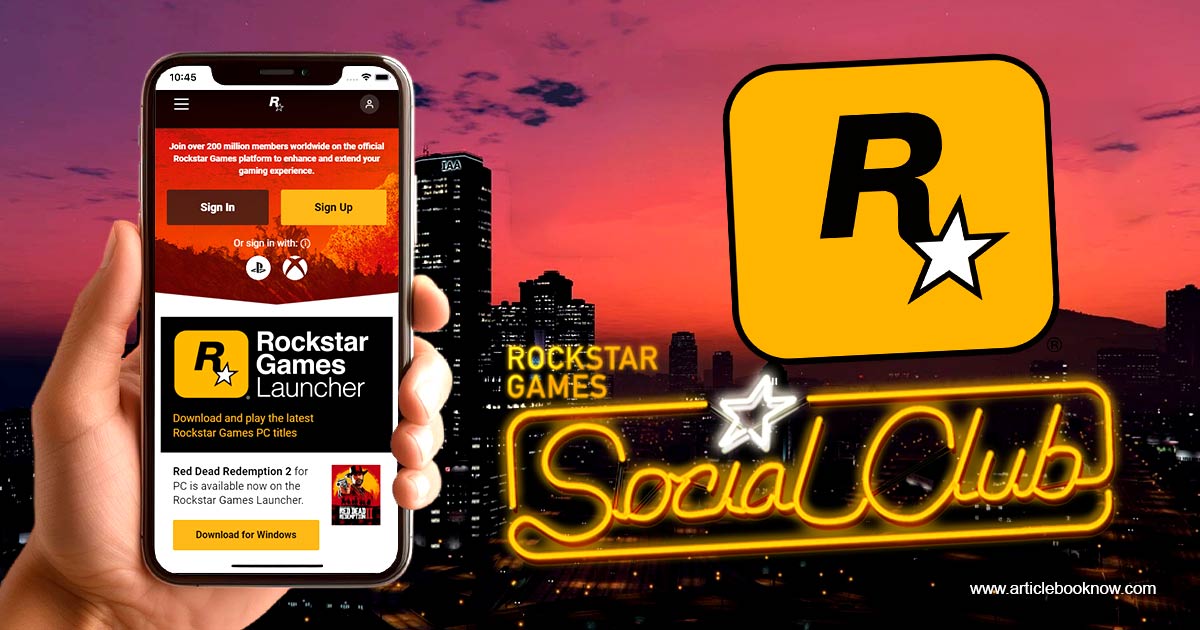 10:45
R
Join over 200 million members worldwide on the official
Rockstar Games platform to enhance and extend your
gaming experience.
Sign In
Sign Up
Or sign in with:
R
Rockstar
Games
Launcher
Download and play the latest
Rockstar Games PC titles
Red Dead Redemption 2 for
PC is available now on the
Rockstar Games Launcher.
RED DEAD
REDEMPTION II
Download for Windows
IAA
R
®
ROCKSTAR
GAMES
Social Club
www.articlebooknow.com